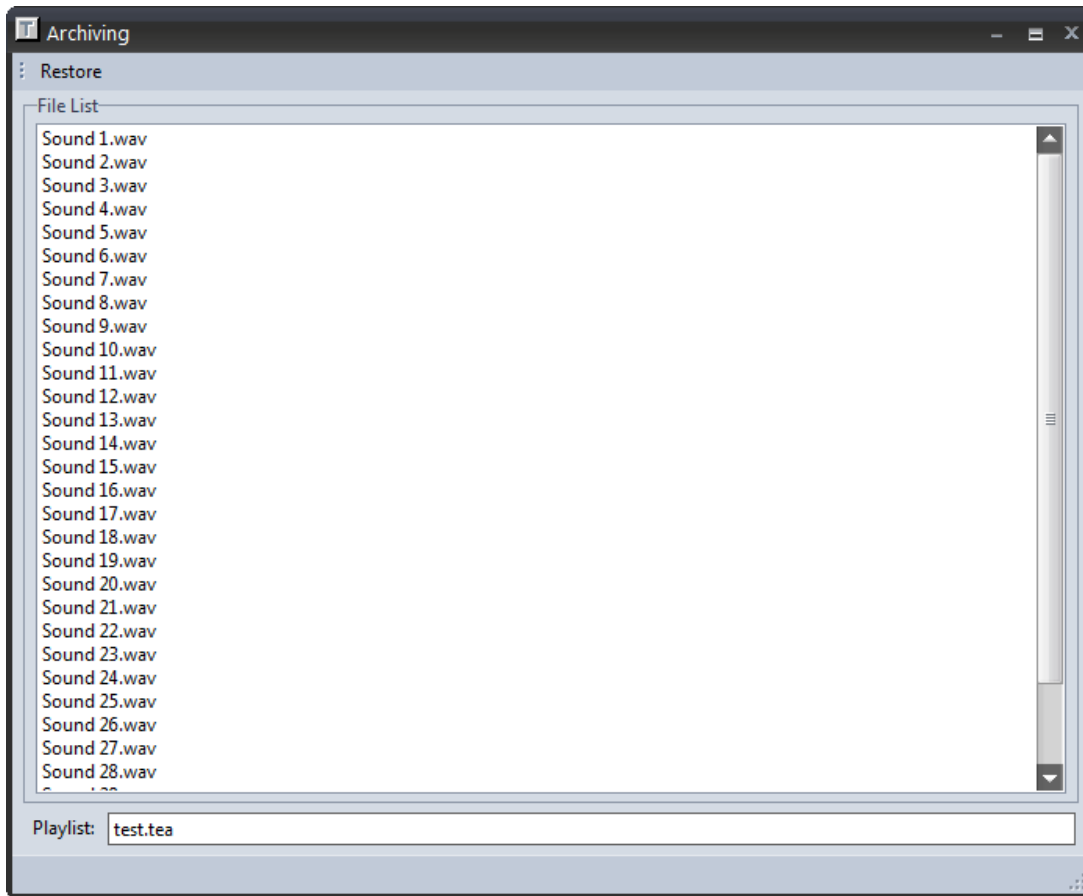 Archiving
Restore
File List
Sound 1.wav
Sound 2.wav
Sound 3.wav
Sound 4.wav
Sound 5.wav
Sound 6.wav
Sound 7.wav
Sound 8.wav
Sound 9.wav
Sound 10.wav
Sound 11.wav
Sound 12.wav
Sound 13.wav
Sound 14.wav
Sound 15.wav
Sound 16.wav
Sound 17.wav
Sound 18.wav
Sound 19.wav
Sound 20.wav
Sound 21.wav
Sound 22.wav
Sound 23.wav
Sound 24.wav
Sound 25.wav
Sound 26.wav
Sound 27.wav
Sound 28.wav
Playlist: test.tea